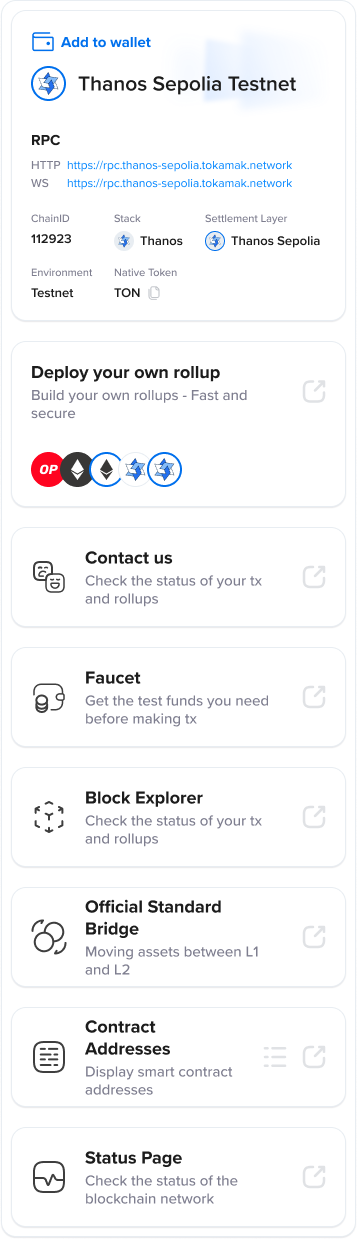 Add to wallet
Thanos Sepolia Testnet
RPC
HTTP https://rpc.thanos-sepolia.tokamak.network
WS https://rpc.thanos-sepolia.tokamak.network
ChainID Stack Settlement Layer
112923 Thanos Thanos Sepolia
Environment Native Token
Testnet TON
Deploy your own rollup
Build your own rollups - Fast and
secure
OP
Contact us
Check the status of your tx
and rollups
Faucet
Get the test funds you need
before making tx
Block Explorer
Check the status of your tx
and rollups
Official Standard
Bridge
Moving assets between L1
and L2
Contract
Addresses
Display smart contract
addresses
Status Page
Check the status of the
blockchain network